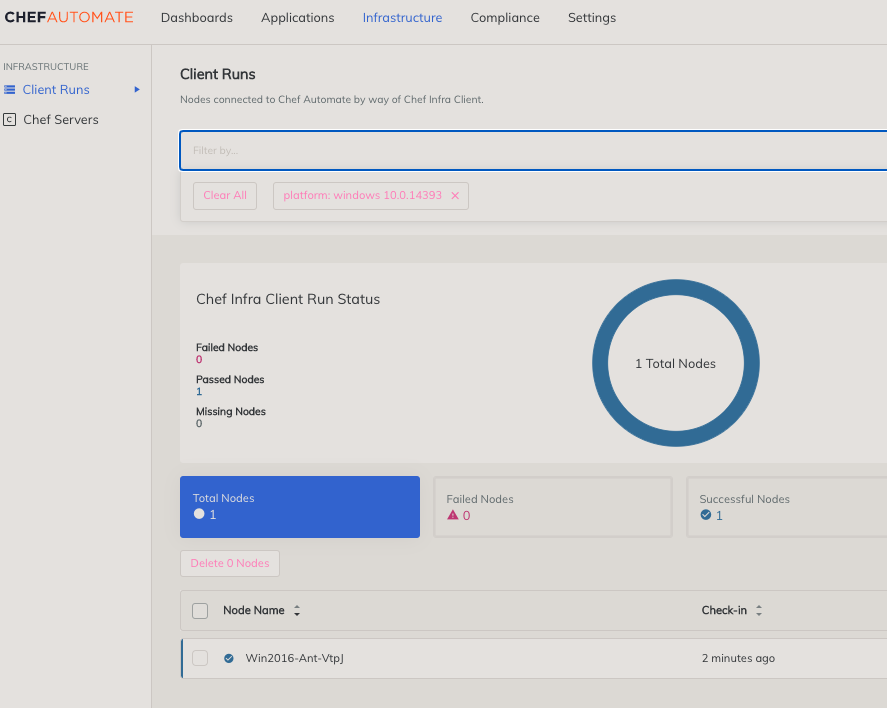 CHEFAUTOMATE
Dashboards Applications Infrastructure Compliance Settings
INFRASTRUCTURE
Client Runs
Chef Servers
Client Runs
Nodes connected to Chef Automate by way of Chef Infra Client.
Filter by...
Clear All platform: windows 10.0.14393
Chef Infra Client Run Status
Failed Nodes
0
Passed Nodes
1
Missing Nodes
0
1 Total Nodes
Total Nodes
1
Failed Nodes
0
Successful Nodes
1
Delete 0 Nodes
Node Name Check-in
Win2016-Ant-VtpJ 2 minutes ago